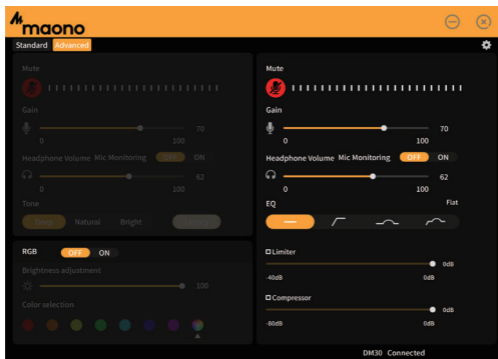 maono
Standard Advanced
Mute
Gain
70
0 100
Headphone Volume Mic Monitoring OFF ON
62
0 100
Tone
Deep Natural Bright
RGB OFF ON
Brightness adjustment
100
Color selection
Mute
Gain
70
0 100
Headphone Volume Mic Monitoring OFF ON
62
0 100
EQ Flat
Limiter
0dB
-40dB 0dB
Compressor
0dB
-80dB 0dB
DM30 Connected